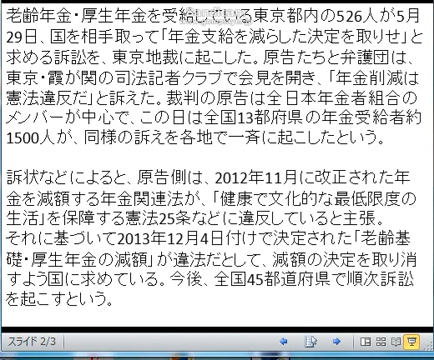 老齢年金・厚生年金を受給している東京都内の526人が5月
29日、国を相手取って「年金支給を減らした決定を取りせ」と
求める訴訟を、東京地裁に起こした。原告たちと弁護団は、
東京・霞が関の司法記者クラブで会見を開き、「年金削減は
憲法違反だ」と訴えた。裁判の原告は全日本年金者組合の
メンバーが中心で、この日は全国13都府県の年金受給者約
1500人が、同様の訴えを各地で一斉に起こしたという。
訴状などによると、原告側は、2012年11月に改正された年
金を減額する年金関連法が、「健康で文化的な最低限度の
生活」を保障する憲法25条などに違反していると主張。
それに基づいて2013年12月4日付けで決定された「老齢基
礎・厚生年金の減額」が違法だとして、減額の決定を取り消
すよう国に求めている。今後、全国45都道府県で順次訴訟
を起こすという。
スライド 2/3